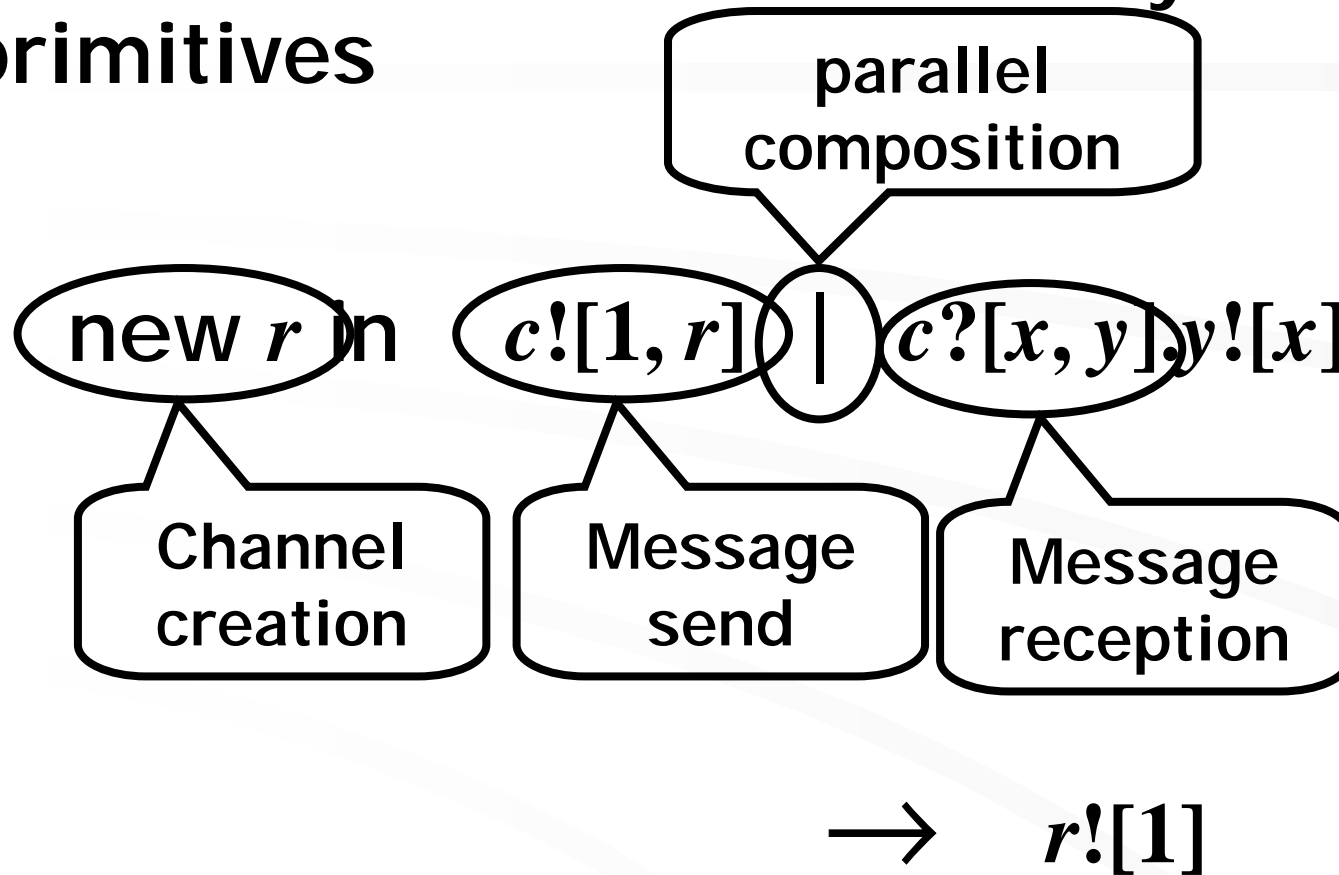 primitives
parallel
composition
new r in c![1, r] | c?[x, y].y![x]
Channel
creation
Message
send
Message
reception
→ r![1]